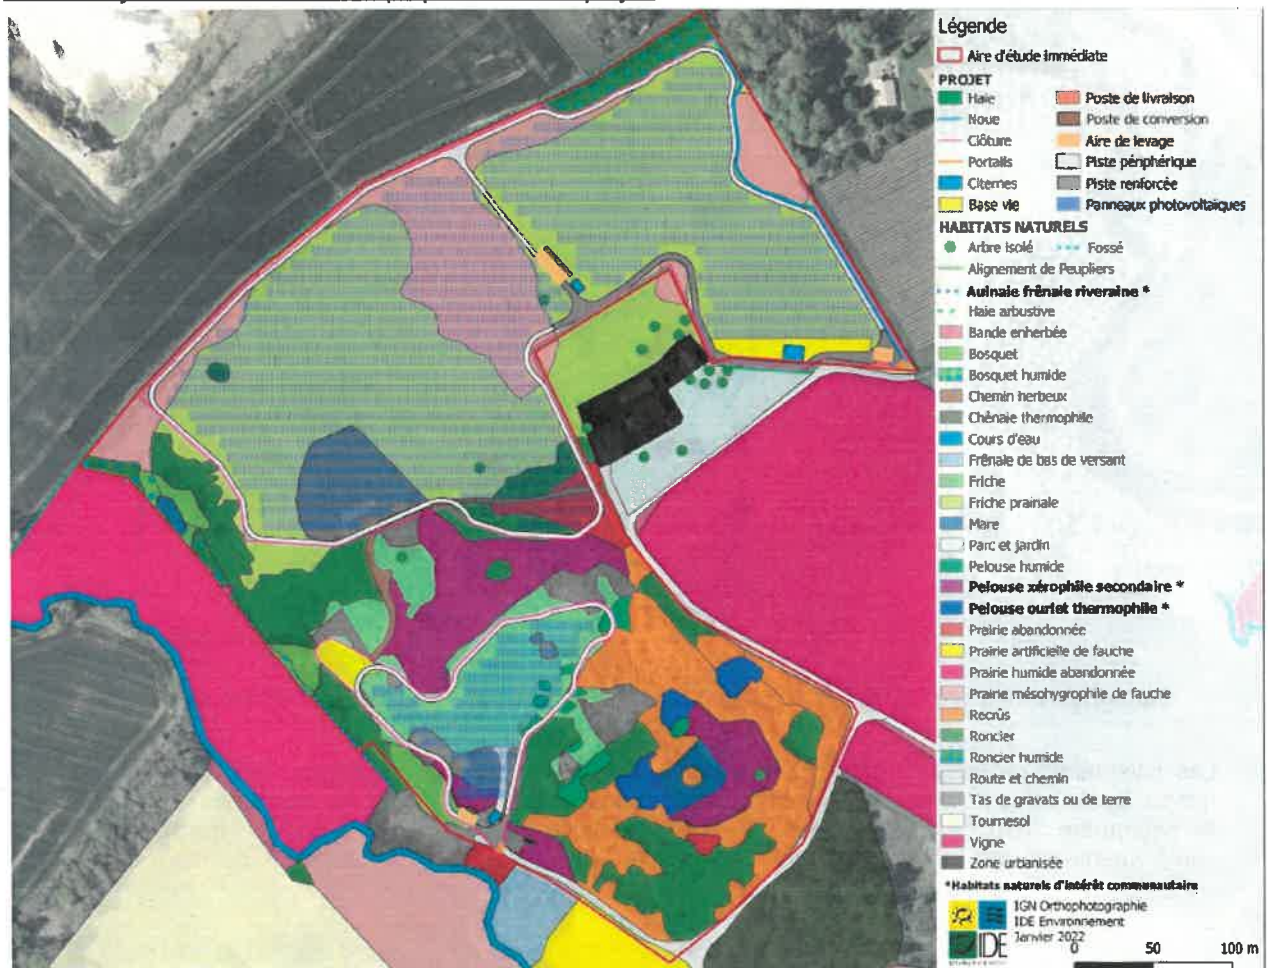 Légende
Aire d'étude immédiate
PROJET
Haie
Noue
Clôture
Portails
Citernes
Base vie
Poste de livraison
Poste de conversion
Aire de levage
Piste périphérique
Piste renforcée
Panneaux photovoltaïques
HABITATS NATURELS
Arbre isolé
Fossé
Alignement de Peupliers
Aulnaie frênaie riveraine *
Haie arbustive
Bande enherbée
Bosquet
Bosquet humide
Chemin herbeux
Chênaie thermophile
Cours d'eau
Frênaie de bas de versant
Friche
Friche prairiale
Mare
Parc et jardin
Pelouse humide
Pelouse xérophile secondaire *
Pelouse ourlet thermophile *
Prairie abandonnée
Prairie artificielle de fauche
Prairie humide abandonnée
Prairie mésohygrophile de fauche
Recrûs
Roncier
Roncier humide
Route et chemin
Tas de gravats ou de terre
Tournesol
Vigne
Zone urbanisée
*Habitats naturels d'intérêt communautaire
IGN Orthophotographie
IDE Environnement
Janvier 2022
IDE
0 50 100 m